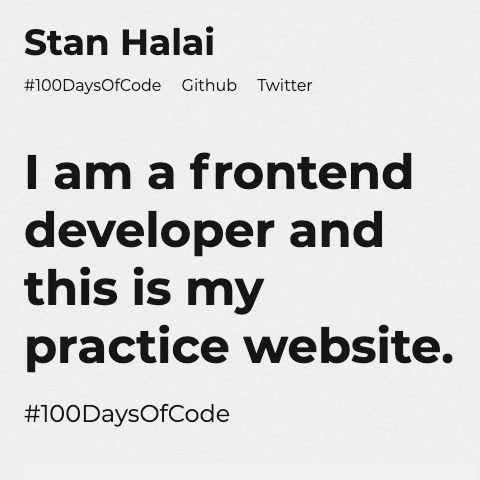 Stan Halai
#100DaysOfCode Github Twitter
I am a frontend
developer and
this is my
practice website.
#100DaysOfCode